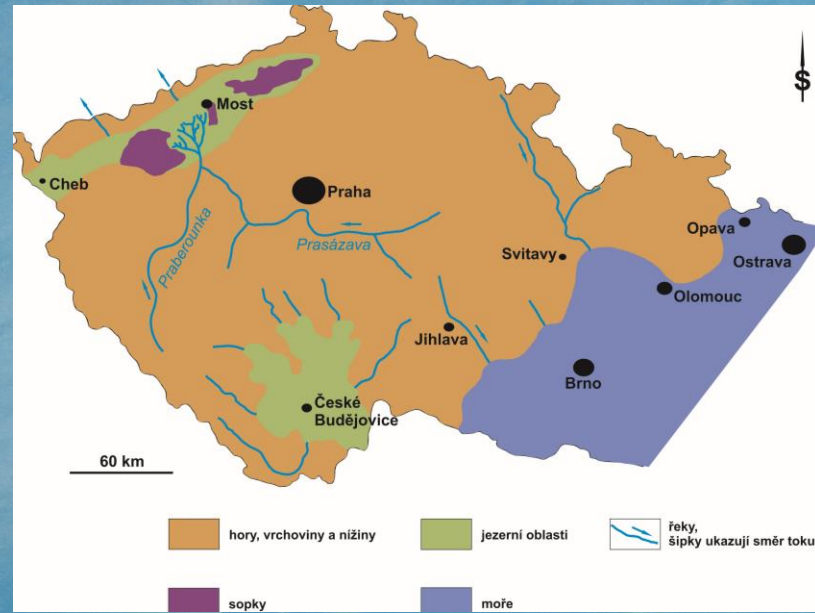 S
Most
Cheb
Praha
Praberounka
Prasázava
Opava
Ostrava
Svitavy
Olomouc
Jihlava
Brno
České
Budějovice
60 km
hory, vrchoviny a nížiny
jezerní oblasti
řeky,
šipky ukazují směr toku
sopky
moře